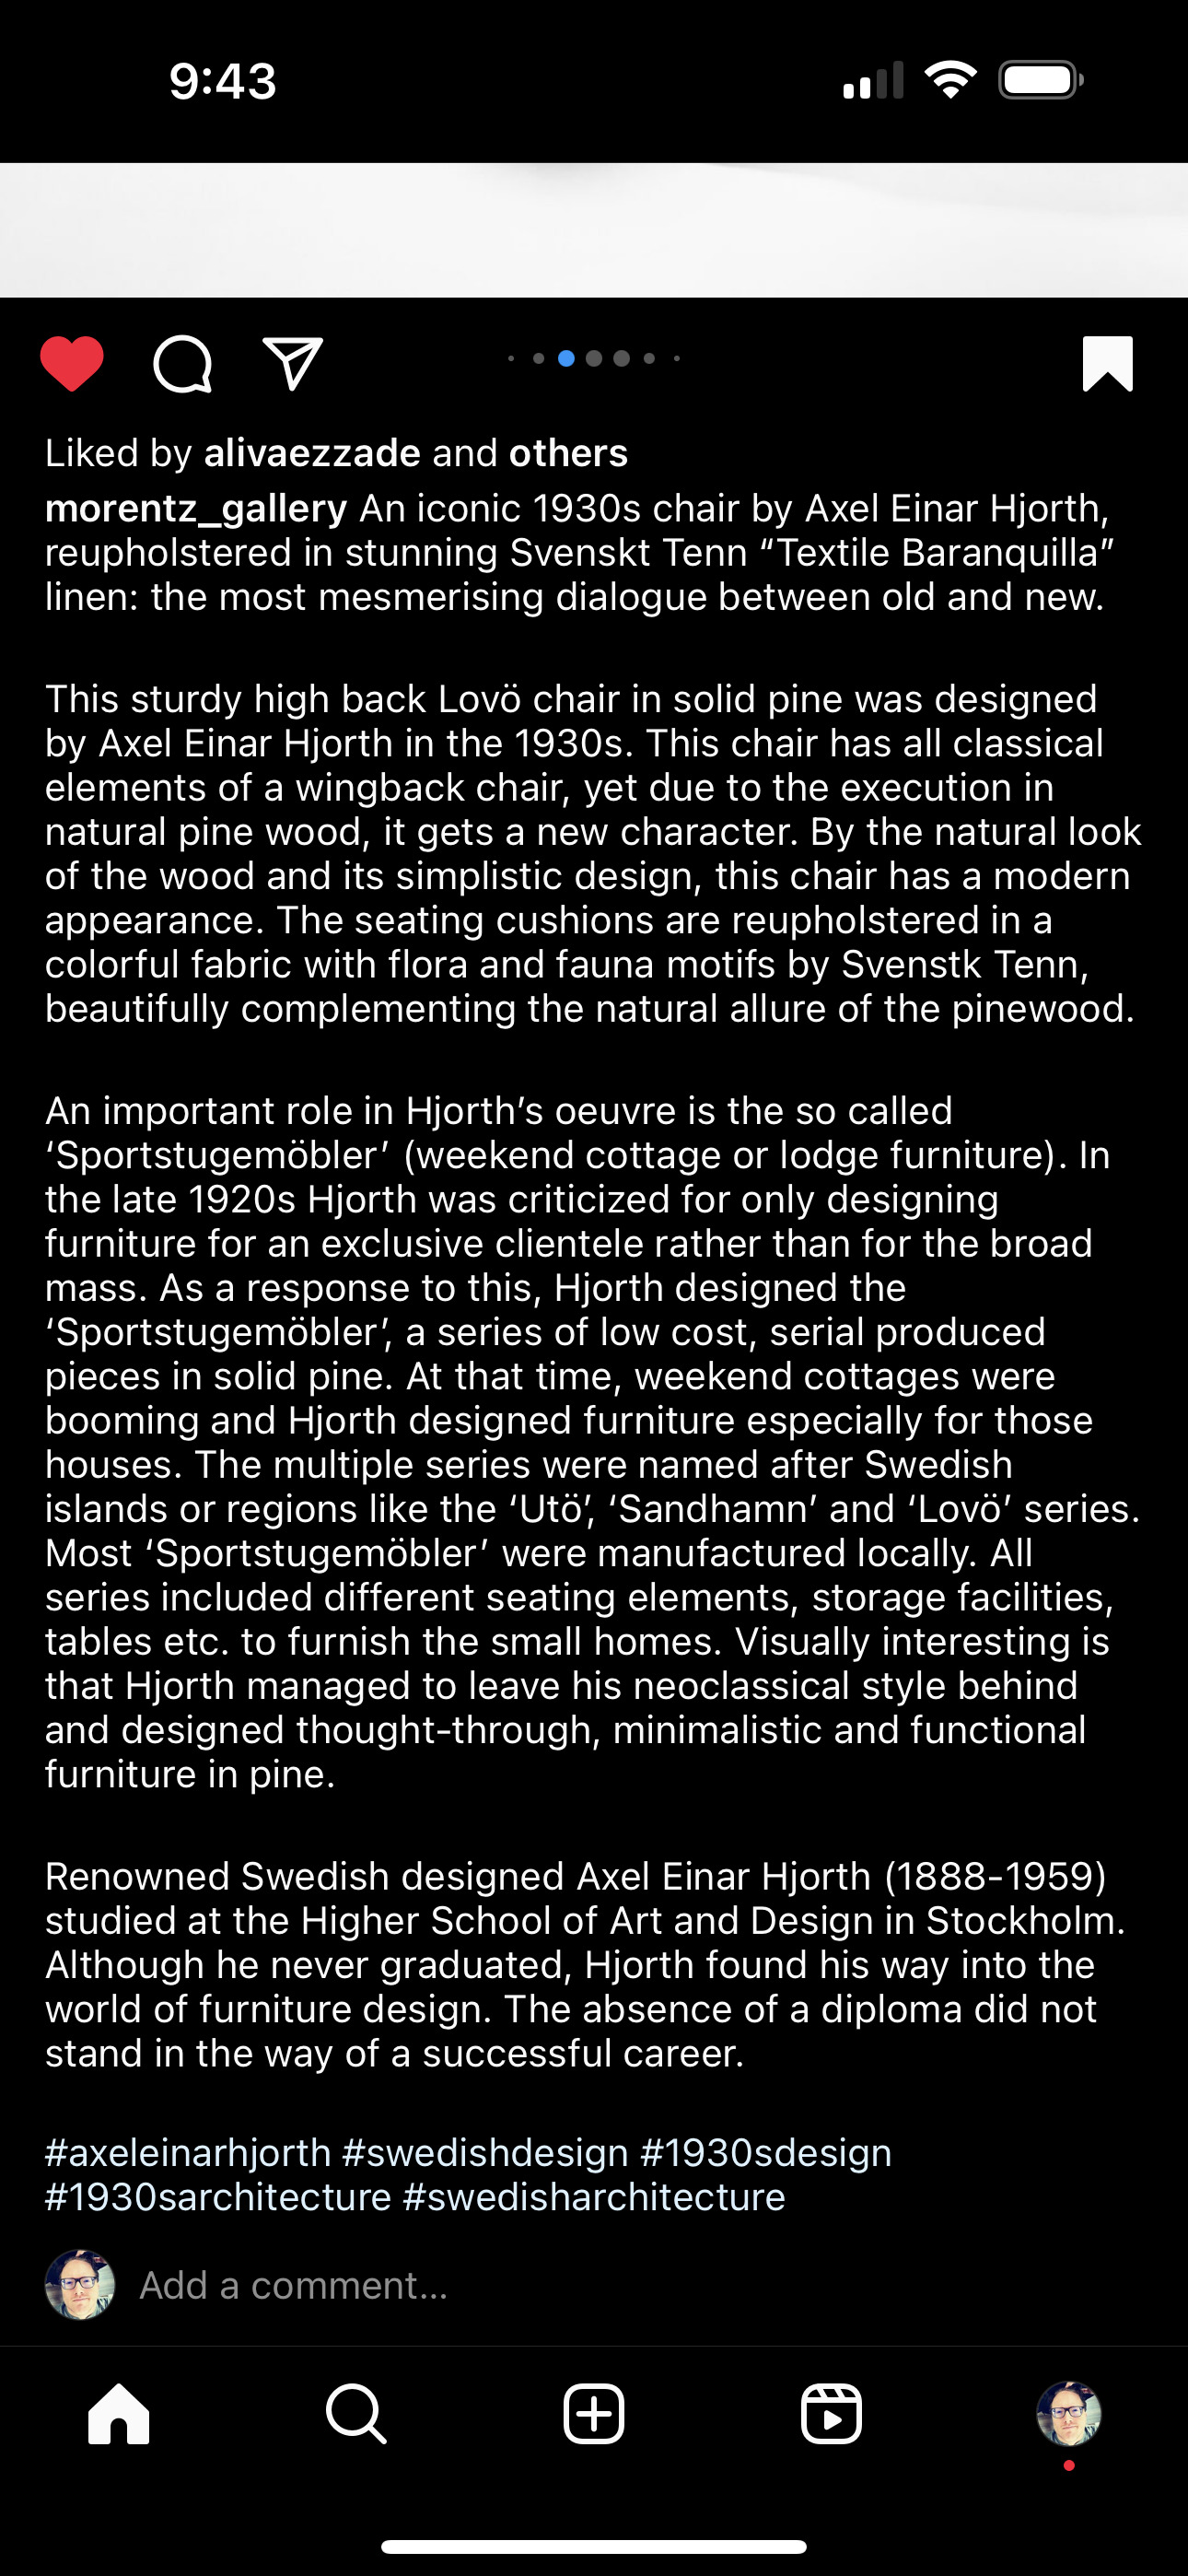 9:43
Liked by alivaezzade and others
morentz_gallery An iconic 1930s chair by Axel Einar Hjorth,
reupholstered in stunning Svenskt Tenn “Textile Baranquilla”
linen: the most mesmerising dialogue between old and new.
This sturdy high back Lovö chair in solid pine was designed
by Axel Einar Hjorth in the 1930s. This chair has all classical
elements of a wingback chair, yet due to the execution in
natural pine wood, it gets a new character. By the natural look
of the wood and its simplistic design, this chair has a modern
appearance. The seating cushions are reupholstered in a
colorful fabric with flora and fauna motifs by Svenstk Tenn,
beautifully complementing the natural allure of the pinewood.
An important role in Hjorth’s oeuvre is the so called
‘Sportstugemöbler’ (weekend cottage or lodge furniture). In
the late 1920s Hjorth was criticized for only designing
furniture for an exclusive clientele rather than for the broad
mass. As a response to this, Hjorth designed the
‘Sportstugemöbler’, a series of low cost, serial produced
pieces in solid pine. At that time, weekend cottages were
booming and Hjorth designed furniture especially for those
houses. The multiple series were named after Swedish
islands or regions like the ‘Utö’, ‘Sandhamn’ and ‘Lovö’ series.
Most ‘Sportstugemöbler’ were manufactured locally. All
series included different seating elements, storage facilities,
tables etc. to furnish the small homes. Visually interesting is
that Hjorth managed to leave his neoclassical style behind
and designed thought-through, minimalistic and functional
furniture in pine.
Renowned Swedish designed Axel Einar Hjorth (1888-1959)
studied at the Higher School of Art and Design in Stockholm.
Although he never graduated, Hjorth found his way into the
world of furniture design. The absence of a diploma did not
stand in the way of a successful career.
#axeleinarhjorth #swedishdesign #1930sdesign
#1930sarchitecture #swedisharchitecture
Add a comment...